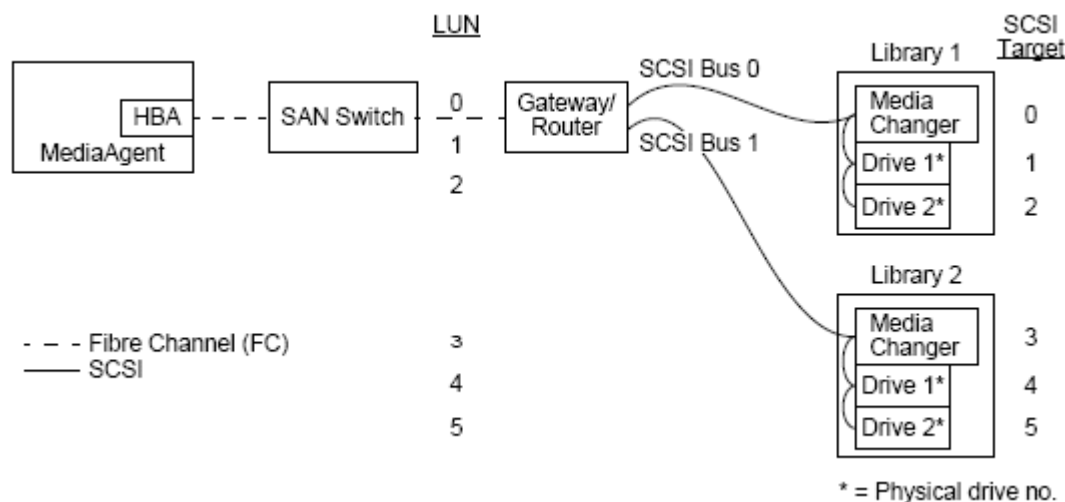 LUN
SCSI
Target
Library 1
SCSI Bus 0
HBA
MediaAgent
SAN Switch
0
1
2
Gateway/
Router
SCSI Bus 1
Media
Changer
0
Drive 1*
1
Drive 2*
2
Library 2
- - - Fibre Channel (FC)
SCSI
3
4
5
Media
Changer
3
Drive 1*
4
Drive 2*
5
* = Physical drive no.